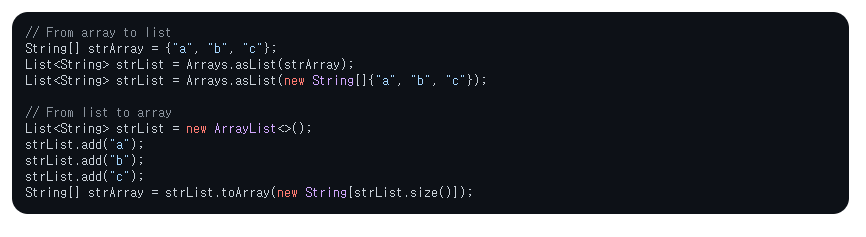 // From array to list
String[] strArray = {"a", "b", "c"};
List<String> strList = Arrays.asList(strArray);
List<String> strList = Arrays.asList(new String[]{"a", "b", "c"});

// From list to array
List<String> strList = new ArrayList<>();
strList.add("a");
strList.add("b");
strList.add("c");
String[] strArray = strList.toArray(new String[strList.size()]);